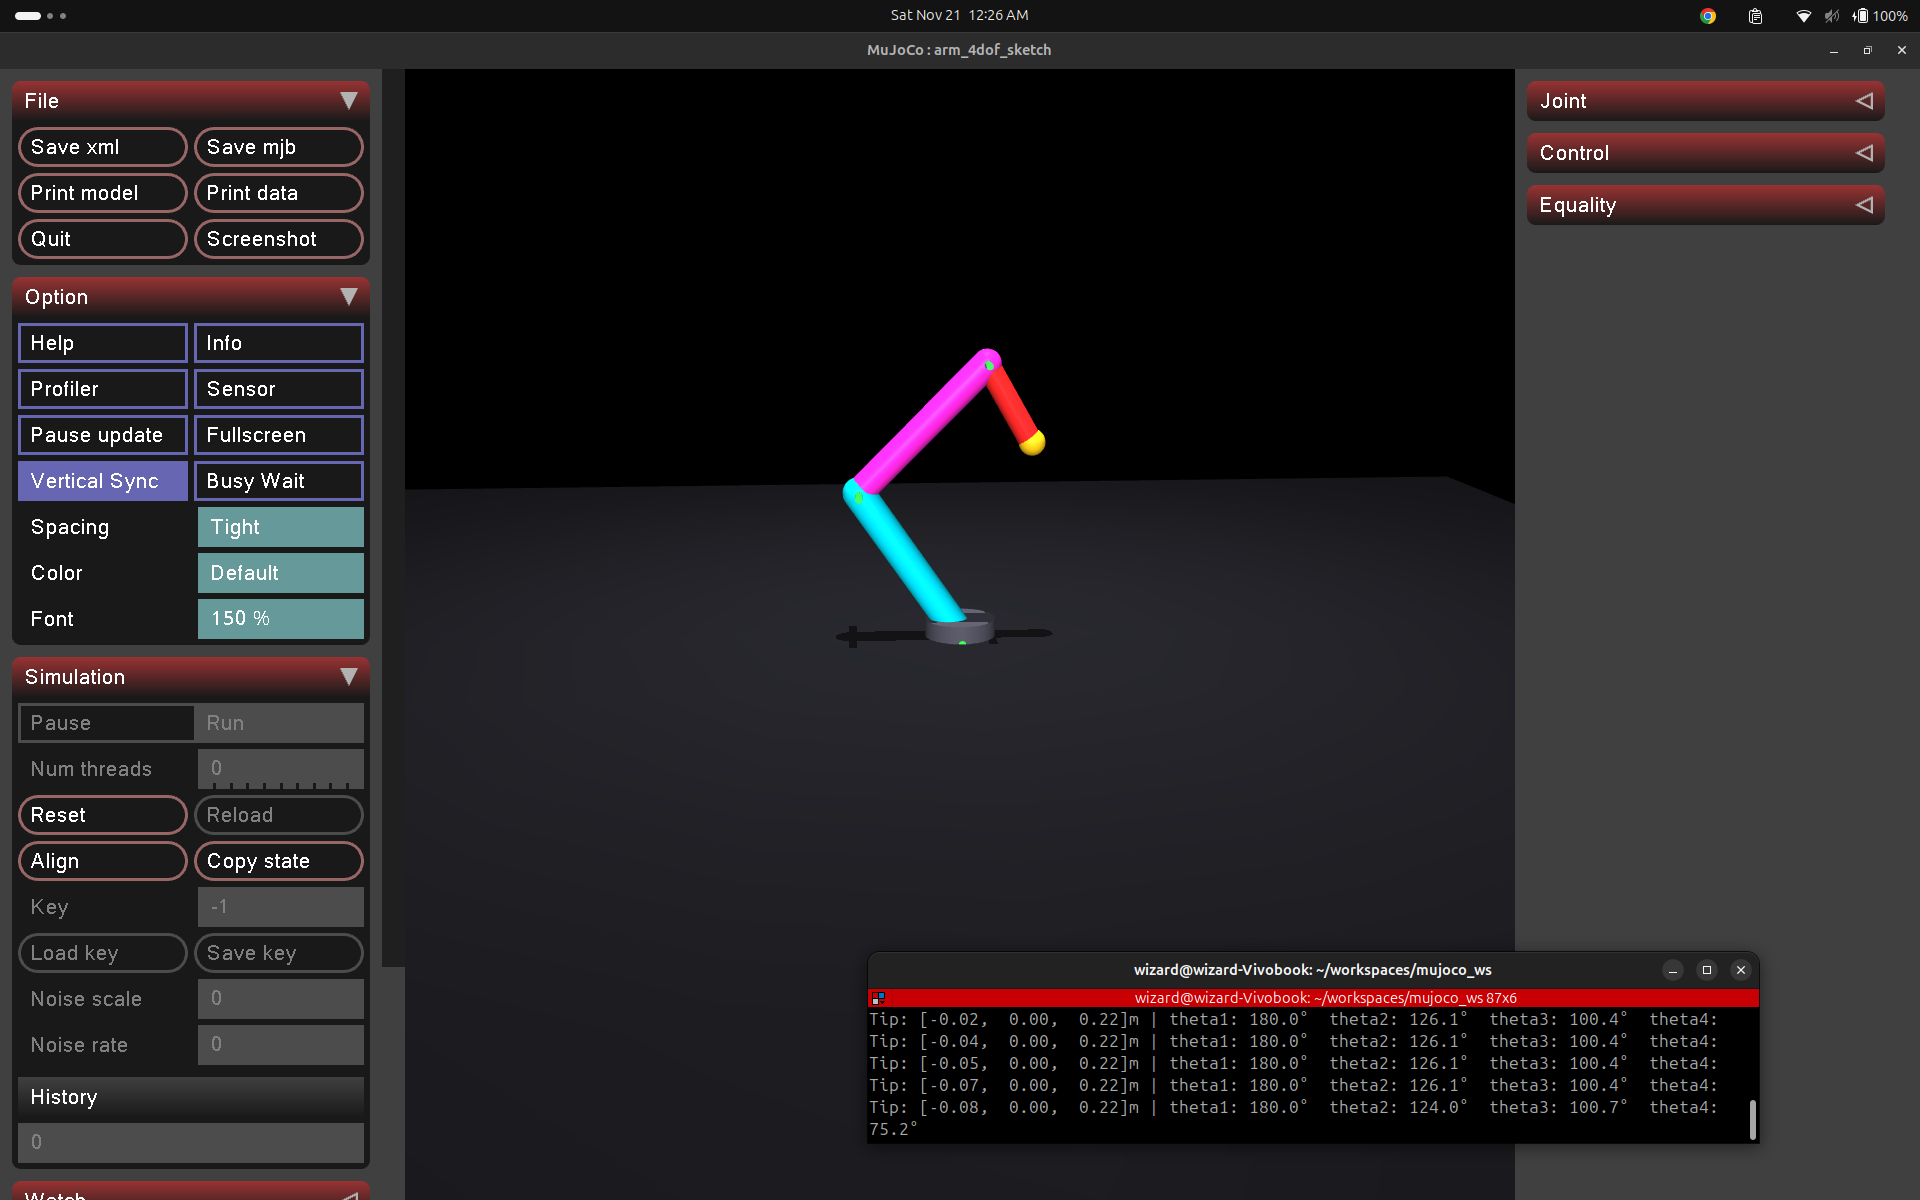 Sat Nov 21 12:26 AM
100%
MuJoCo : arm_4dof_sketch
File
Save xml Save mjb
Print model Print data
Quit Screenshot
Option
Help Info
Profiler Sensor
Pause update Fullscreen
Vertical Sync Busy Wait
Spacing Tight
Color Default
Font 150 %
Simulation
Pause Run
Num threads 0
Reset Reload
Align Copy state
Key -1
Load key Save key
Noise scale 0
Noise rate 0
History
0
Watch
Joint
Control
Equality
wizard@wizard-Vivobook: ~/workspaces/mujoco_ws
wizard@wizard-Vivobook: ~/workspaces/mujoco_ws 87x6
Tip: [-0.02,  0.00,  0.22]m | theta1: 180.0°  theta2: 126.1°  theta3: 100.4°  theta4:
Tip: [-0.04,  0.00,  0.22]m | theta1: 180.0°  theta2: 126.1°  theta3: 100.4°  theta4:
Tip: [-0.05,  0.00,  0.22]m | theta1: 180.0°  theta2: 126.1°  theta3: 100.4°  theta4:
Tip: [-0.07,  0.00,  0.22]m | theta1: 180.0°  theta2: 126.1°  theta3: 100.4°  theta4:
Tip: [-0.08,  0.00,  0.22]m | theta1: 180.0°  theta2: 124.0°  theta3: 100.7°  theta4:
75.2°